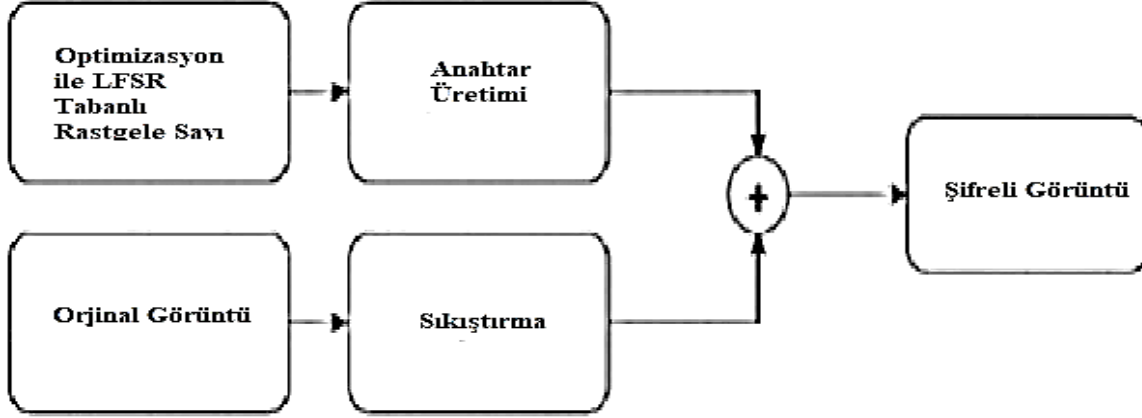 Optimizasyon
ile LFSR
Tabanlı
Rastgele Sayı
Anahtar
Üretimi
+
Şifreli Görüntü
Orjinal Görüntü
Sıkıştırma